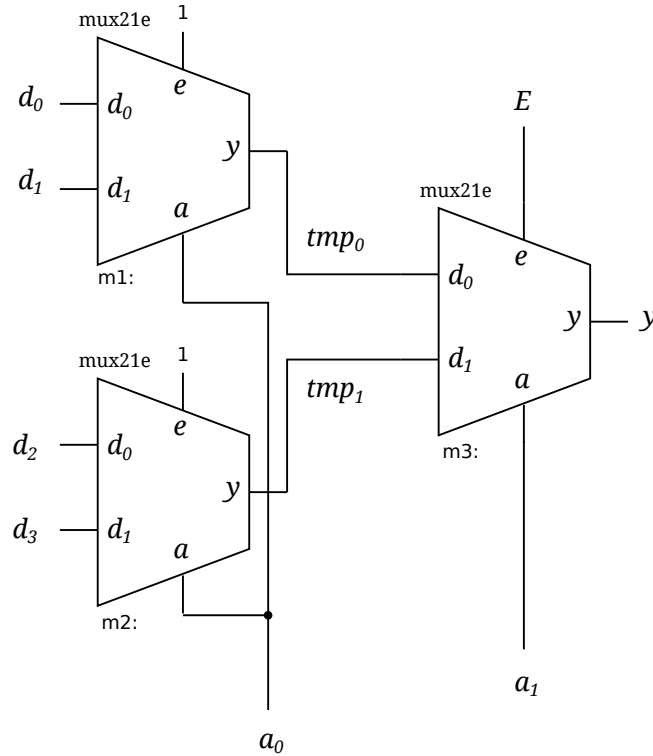 mux21e
1
e
d₀
d₀
y
d₁
d₁
a
m1:
tmp₀
E
mux21e
e
d₀
y
y
d₁
a
m3:
mux21e
1
e
tmp₁
d₂
d₀
y
d₃
d₁
a
m2:
a₀
a₁